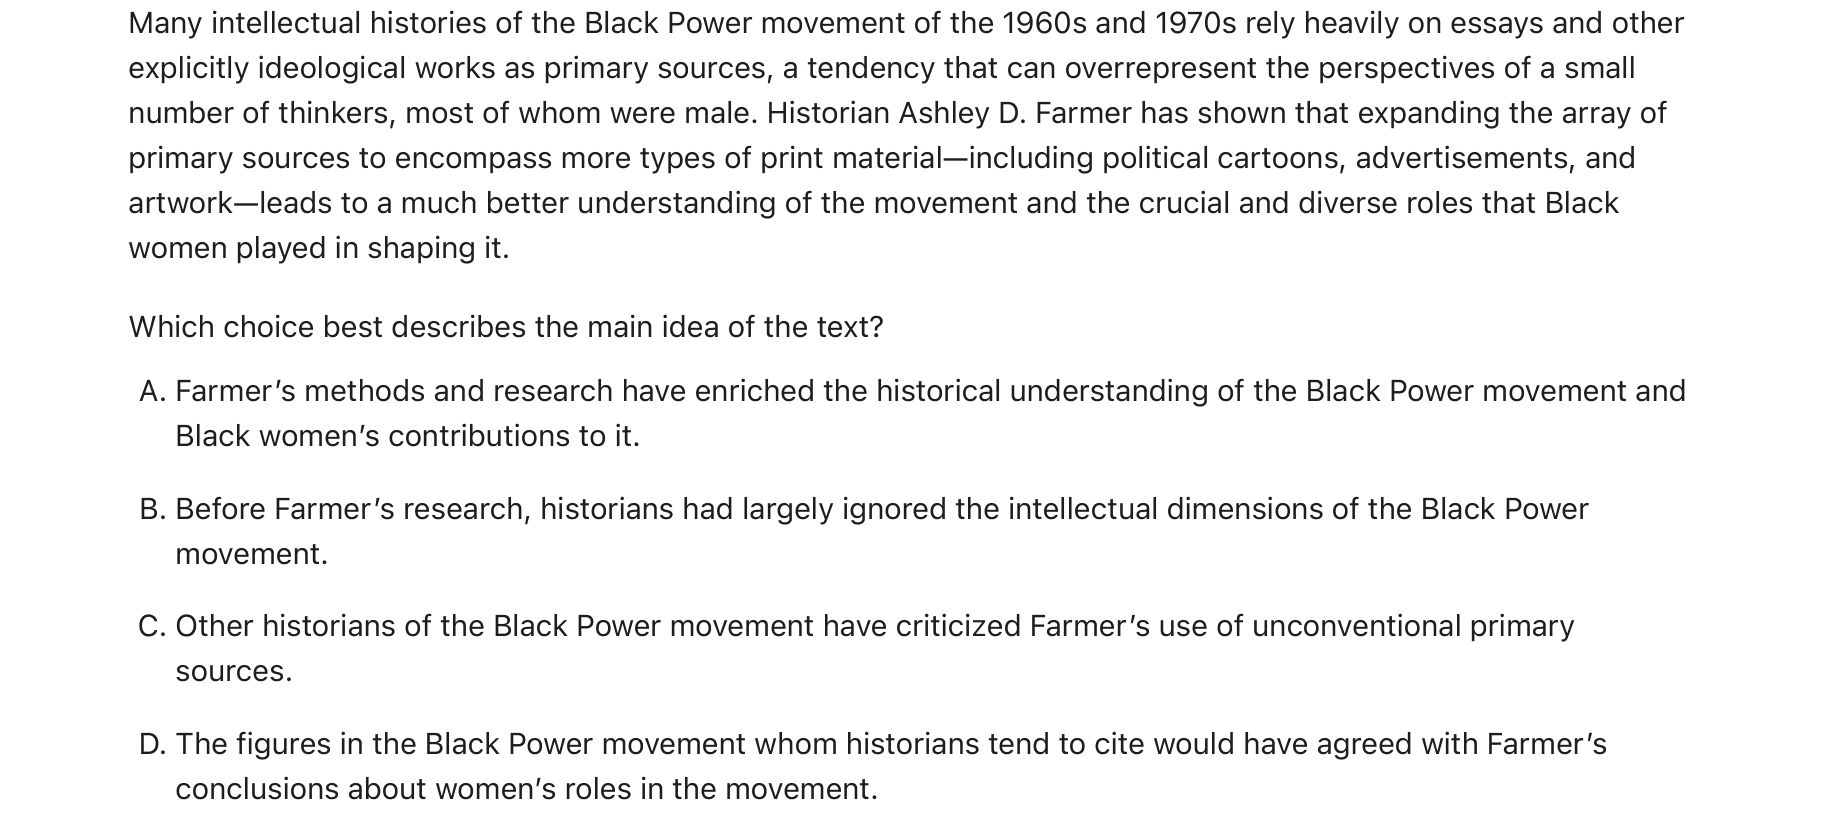 Many intellectual histories of the Black Power movement of the 1960s and 1970s rely heavily on essays and other
explicitly ideological works as primary sources, a tendency that can overrepresent the perspectives of a small
number of thinkers, most of whom were male. Historian Ashley D. Farmer has shown that expanding the array of
primary sources to encompass more types of print material—including political cartoons, advertisements, and
artwork—leads to a much better understanding of the movement and the crucial and diverse roles that Black
women played in shaping it.
Which choice best describes the main idea of the text?
A. Farmer’s methods and research have enriched the historical understanding of the Black Power movement and
Black women’s contributions to it.
B. Before Farmer’s research, historians had largely ignored the intellectual dimensions of the Black Power
movement.
C. Other historians of the Black Power movement have criticized Farmer’s use of unconventional primary
sources.
D. The figures in the Black Power movement whom historians tend to cite would have agreed with Farmer’s
conclusions about women’s roles in the movement.